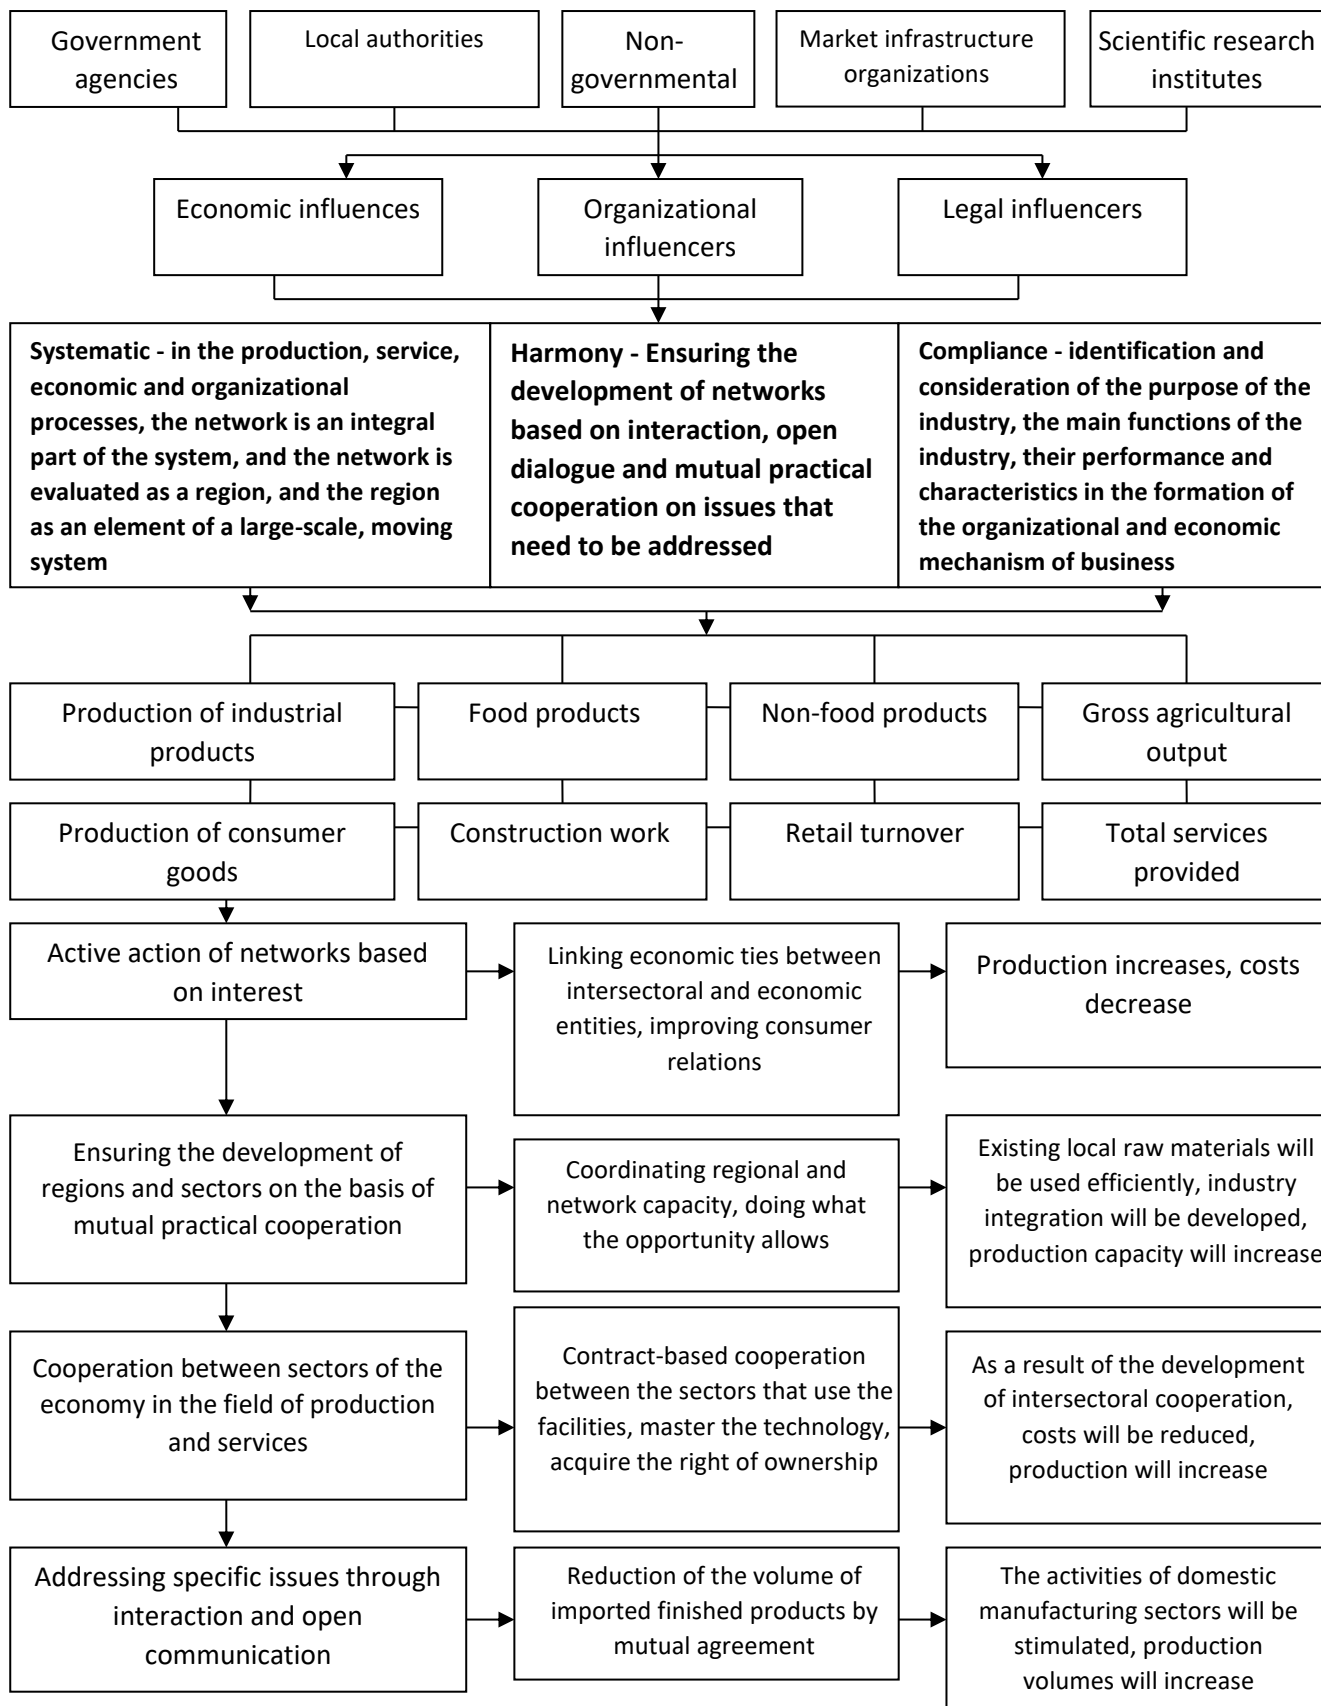 Government
agencies
Local authorities
Non-
governmental
Market infrastructure
organizations
Scientific research
institutes
Economic influences
Organizational
influencers
Legal influencers
Systematic - in the production, service,
economic and organizational
processes, the network is an integral
part of the system, and the network is
evaluated as a region, and the region
as an element of a large-scale, moving
system
Harmony - Ensuring the
development of networks
based on interaction, open
dialogue and mutual practical
cooperation on issues that
need to be addressed
Compliance - identification and
consideration of the purpose of the
industry, the main functions of the
industry, their performance and
characteristics in the formation of
the organizational and economic
mechanism of business
Production of industrial
products
Food products
Non-food products
Gross agricultural
output
Production of consumer
goods
Construction work
Retail turnover
Total services
provided
Active action of networks based
on interest
Linking economic ties between
intersectoral and economic
entities, improving consumer
relations
Production increases, costs
decrease
Ensuring the development of
regions and sectors on the basis of
mutual practical cooperation
Coordinating regional and
network capacity, doing what
the opportunity allows
Existing local raw materials will
be used efficiently, industry
integration will be developed,
production capacity will increase
Cooperation between sectors of the
economy in the field of production
and services
Contract-based cooperation
between the sectors that use the
facilities, master the technology,
acquire the right of ownership
As a result of the development
of intersectoral cooperation,
costs will be reduced,
production will increase
Addressing specific issues through
interaction and open
communication
Reduction of the volume of
imported finished products by
mutual agreement
The activities of domestic
manufacturing sectors will be
stimulated, production
volumes will increase